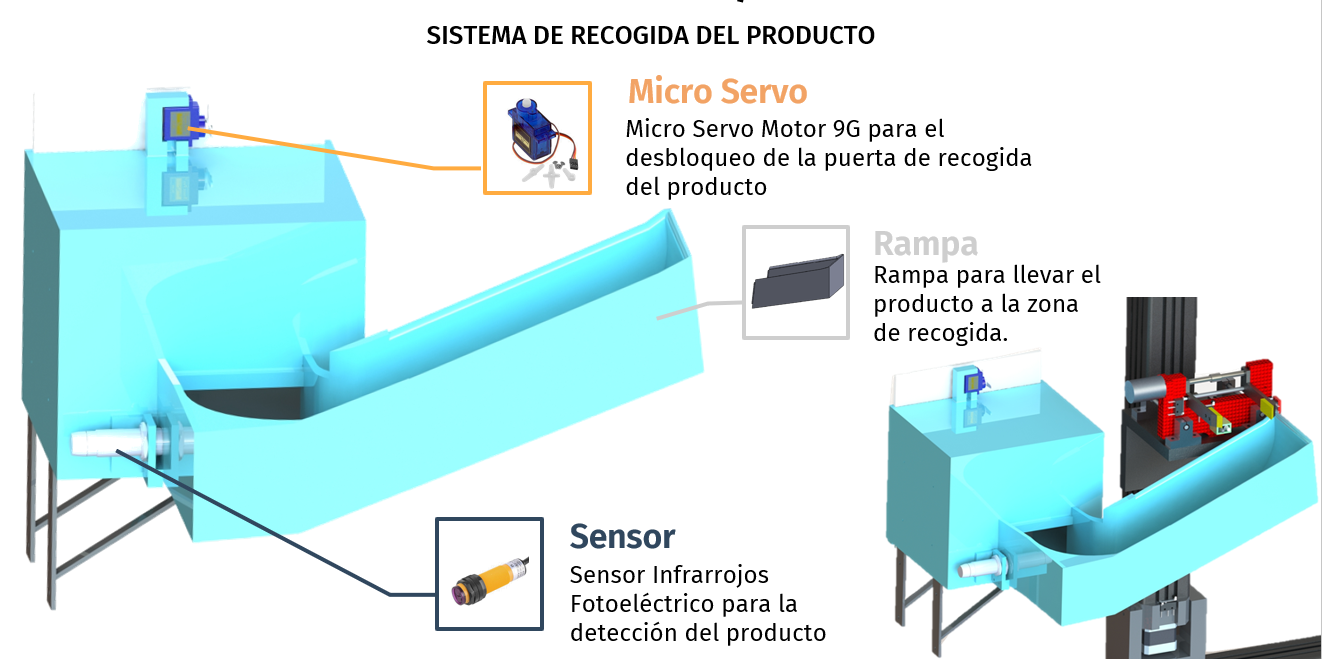 SISTEMA DE RECOGIDA DEL PRODUCTO
Micro Servo
Micro Servo Motor 9G para el
desbloqueo de la puerta de recogida
del producto
Rampa
Rampa para llevar el
producto a la zona
de recogida.
Sensor
Sensor Infrarrojos
Fotoeléctrico para la
detección del producto